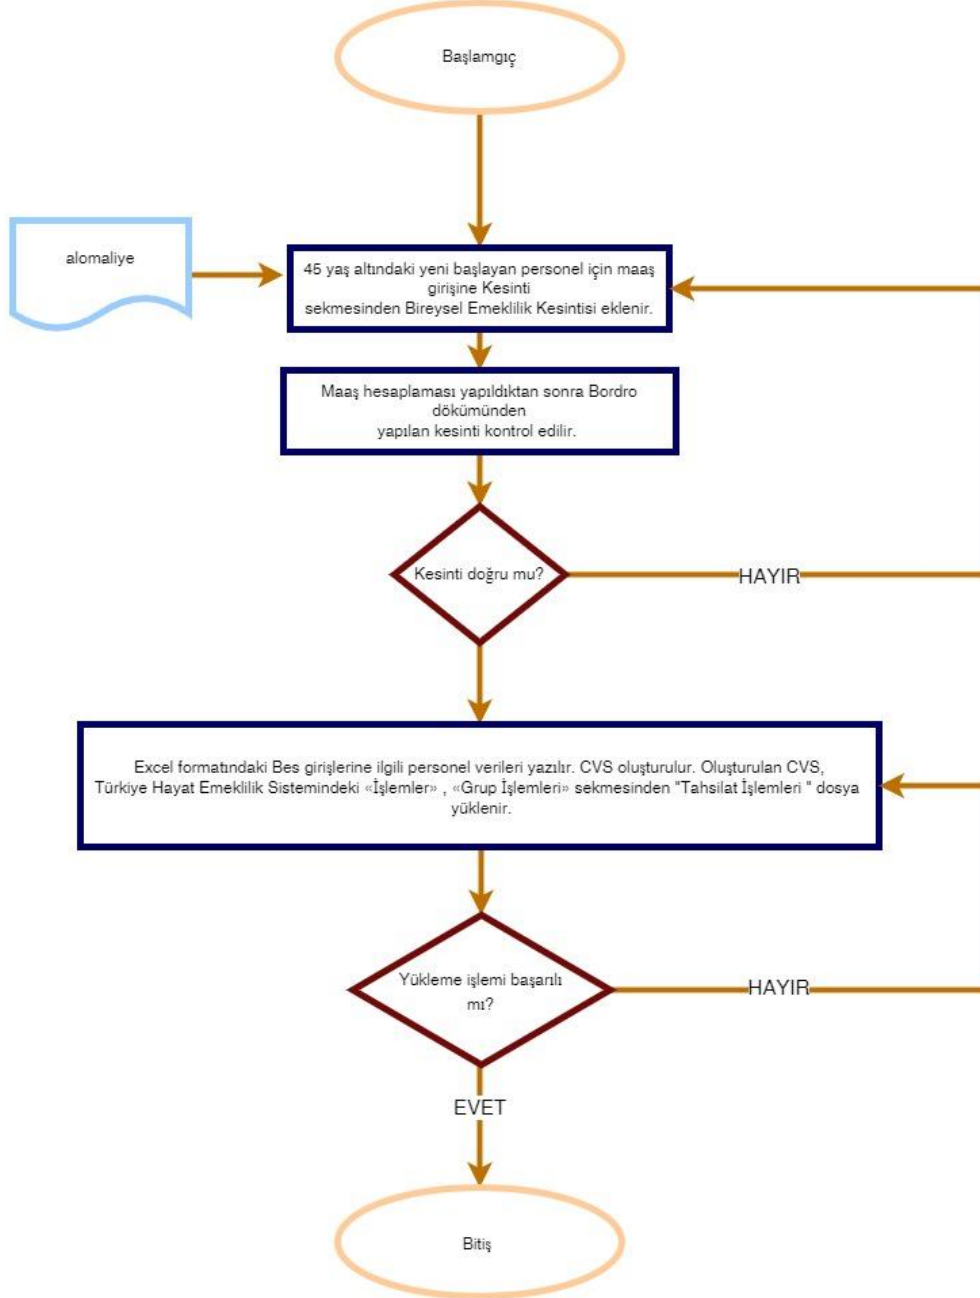 Başlamgıç
alomaliye
45 yaş altındaki yeni başlayan personel için maaş
girişine Kesinti
sekmesinden Bireysel Emeklilik Kesintisi eklenir.
Maaş hesaplaması yapıldıktan sonra Bordro
dökümünden
yapılan kesinti kontrol edilir.
Kesinti doğru mu?
HAYIR
Excel formatındaki Bes girişlerine ilgili personel verileri yazılır. CVS oluşturulur. Oluşturulan CVS,
Türkiye Hayat Emeklilik Sistemindeki «İşlemler» , «Grup İşlemleri» sekmesinden "Tahsilat İşlemleri " dosya
yüklenir.
Yükleme işlemi başarılı
mı?
HAYIR
EVET
Bitiş